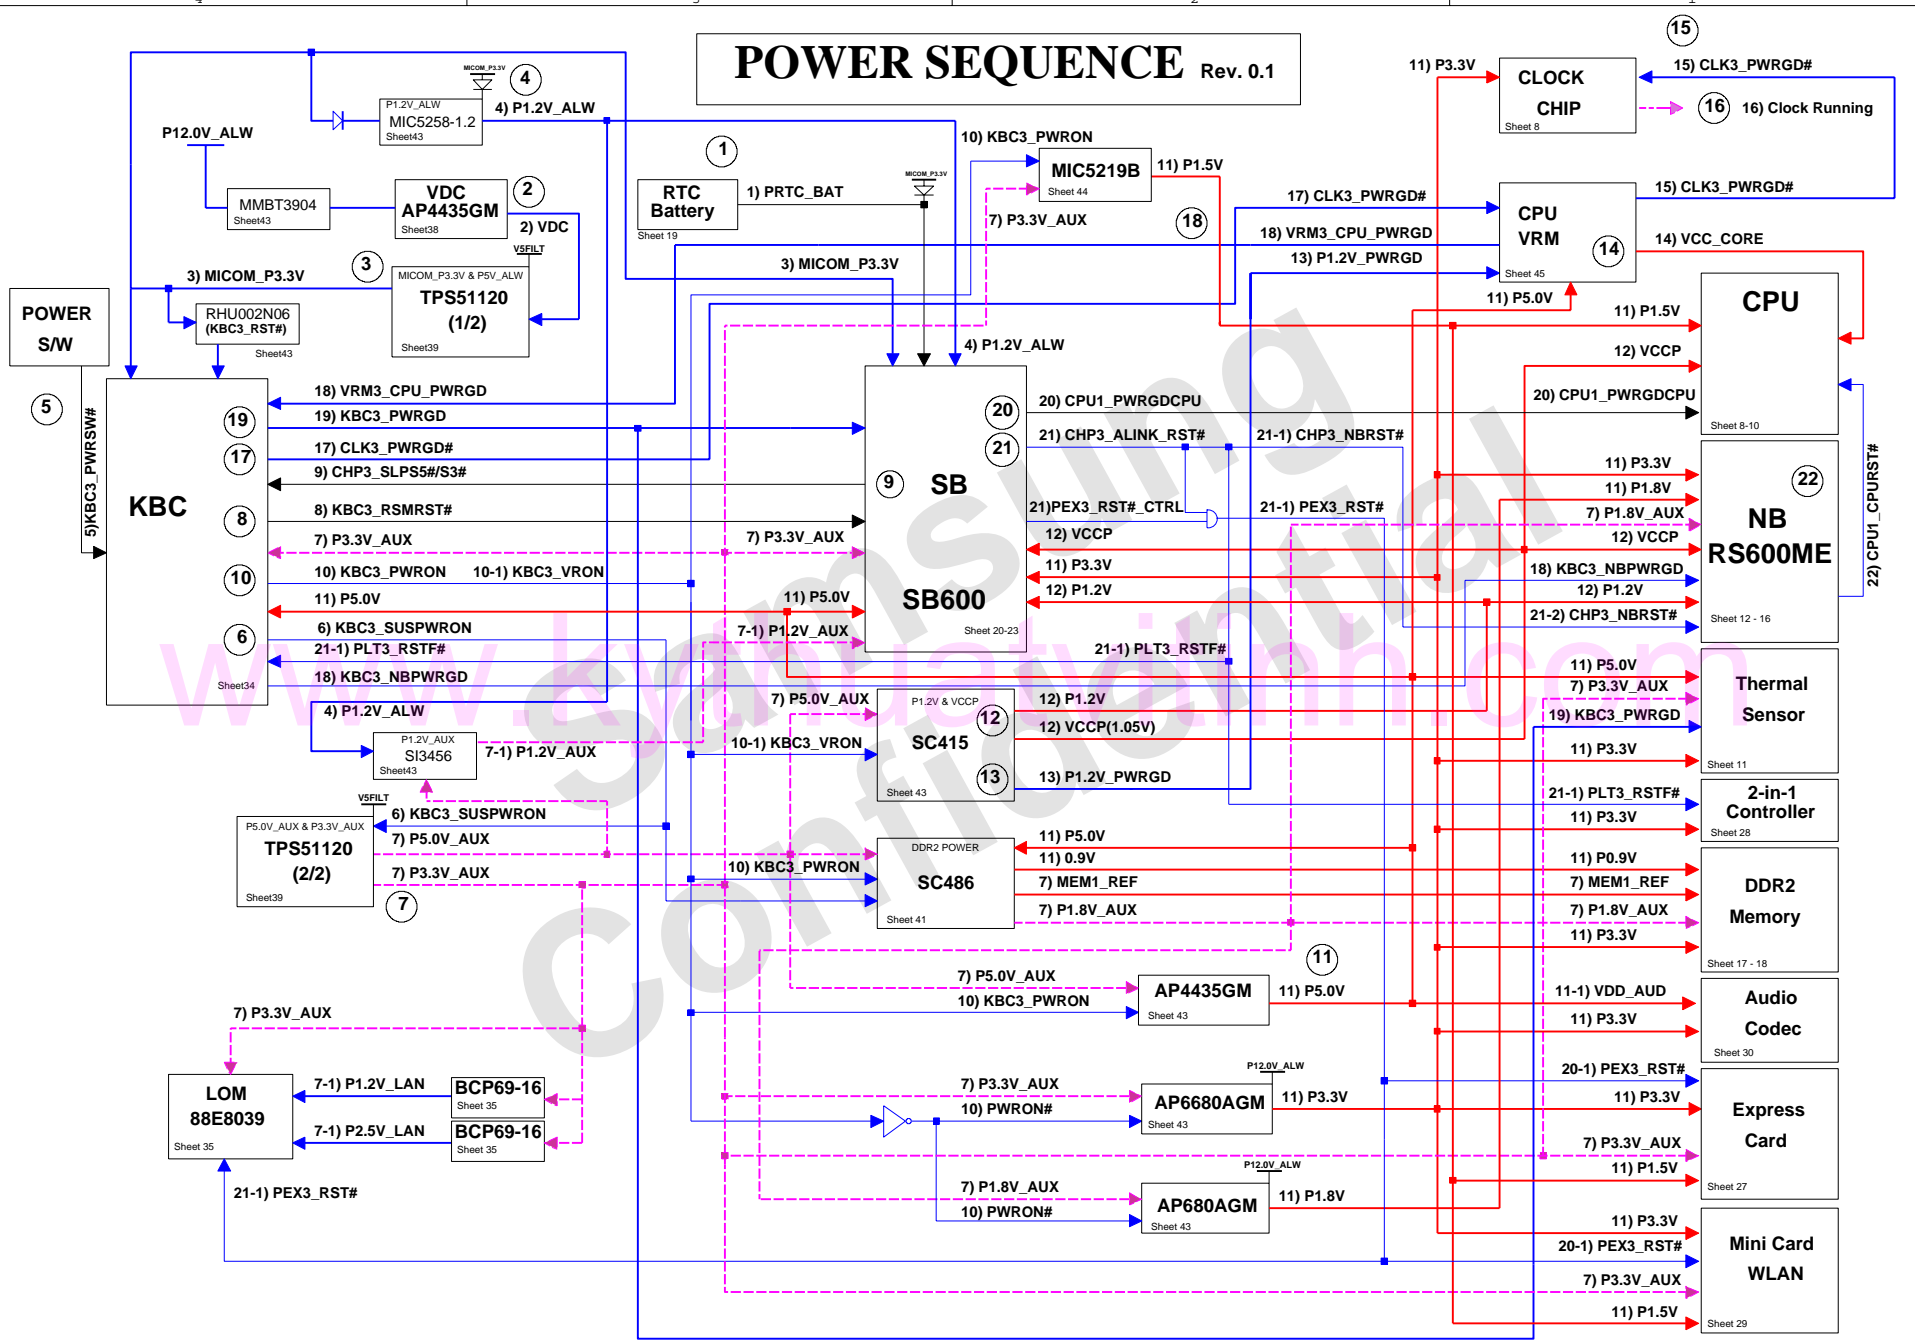 4 3 2 1
POWER SEQUENCE Rev. 0.1
15
11) P3.3V
CLOCK
CHIP
Sheet 8
15) CLK3_PWRGD#
16
16) Clock Running
MICOM_P3.3V
4
P1.2V_ALW
MIC5258-1.2
Sheet43
4) P1.2V_ALW
P12.0V_ALW
MMBT3904
Sheet43
VDC
AP4435GM
Sheet38
2
2) VDC
V5FILT
1
RTC
Battery
Sheet 19
1) PRTC_BAT
MICOM_P3.3V
10) KBC3_PWRON
MIC5219B
Sheet 44
11) P1.5V
7) P3.3V_AUX
18
17) CLK3_PWRGD#
18) VRM3_CPU_PWRGD
13) P1.2V_PWRGD
CPU
VRM
14
Sheet 45
15) CLK3_PWRGD#
14) VCC_CORE
11) P5.0V
3) MICOM_P3.3V
3
MICOM_P3.3V & P5V_ALW
TPS51120
(1/2)
Sheet39
3) MICOM_P3.3V
RHU002N06
(KBC3_RST#)
Sheet43
POWER
S/W
5
5)KBC3_PWRSW#
4) P1.2V_ALW
11) P1.5V
12) VCCP
20) CPU1_PWRGDCPU
CPU
Sheet 8-10
22) CPU1_CPURST#
KBC
19
17
8
10
6
Sheet34
18) VRM3_CPU_PWRGD
19) KBC3_PWRGD
17) CLK3_PWRGD#
9) CHP3_SLPS5#/S3#
8) KBC3_RSMRST#
7) P3.3V_AUX
7) P3.3V_AUX
10) KBC3_PWRON
10-1) KBC3_VRON
11) P5.0V
11) P5.0V
6) KBC3_SUSPWRON
7-1) P1.2V_AUX
21-1) PLT3_RSTF#
18) KBC3_NBPWRGD
4) P1.2V_ALW
20
21
9
SB
SB600
Sheet 20-23
20) CPU1_PWRGDCPU
21) CHP3_ALINK_RST#
21-1) CHP3_NBRST#
21)PEX3_RST#_CTRL
21-1) PEX3_RST#
12) VCCP
11) P3.3V
12) P1.2V
21-1) PLT3_RSTF#
11) P3.3V
11) P1.8V
7) P1.8V_AUX
12) VCCP
18) KBC3_NBPWRGD
12) P1.2V
21-2) CHP3_NBRST#
22
NB
RS600ME
Sheet 12 - 16
www.kythuatvitinh.com
Samsung
Confidential
P1.2V_AUX
SI3456
Sheet43
7-1) P1.2V_AUX
7) P5.0V_AUX
10-1) KBC3_VRON
P1.2V & VCCP
12
SC415
13
Sheet 43
12) P1.2V
12) VCCP(1.05V)
13) P1.2V_PWRGD
11) P5.0V
7) P3.3V_AUX
19) KBC3_PWRGD
11) P3.3V
Thermal
Sensor
Sheet 11
V5FILT
P5.0V_AUX & P3.3V_AUX
TPS51120
(2/2)
Sheet39
6) KBC3_SUSPWRON
7) P5.0V_AUX
7) P3.3V_AUX
7
10) KBC3_PWRON
DDR2 POWER
SC486
Sheet 41
11) P5.0V
11) 0.9V
7) MEM1_REF
7) P1.8V_AUX
21-1) PLT3_RSTF#
11) P3.3V
2-in-1
Controller
Sheet 28
11) P0.9V
7) MEM1_REF
7) P1.8V_AUX
11) P3.3V
DDR2
Memory
Sheet 17 - 18
11
7) P5.0V_AUX
10) KBC3_PWRON
AP4435GM
Sheet 43
11) P5.0V
11-1) VDD_AUD
11) P3.3V
Audio
Codec
Sheet 30
7) P3.3V_AUX
LOM
88E8039
Sheet 35
7-1) P1.2V_LAN
BCP69-16
Sheet 35
7-1) P2.5V_LAN
BCP69-16
Sheet 35
21-1) PEX3_RST#
7) P3.3V_AUX
10) PWRON#
P12.0V_ALW
AP6680AGM
Sheet 43
11) P3.3V
7) P1.8V_AUX
10) PWRON#
P12.0V_ALW
AP680AGM
Sheet 43
11) P1.8V
20-1) PEX3_RST#
11) P3.3V
7) P3.3V_AUX
11) P1.5V
Express
Card
Sheet 27
11) P3.3V
20-1) PEX3_RST#
7) P3.3V_AUX
11) P1.5V
Mini Card
WLAN
Sheet 29